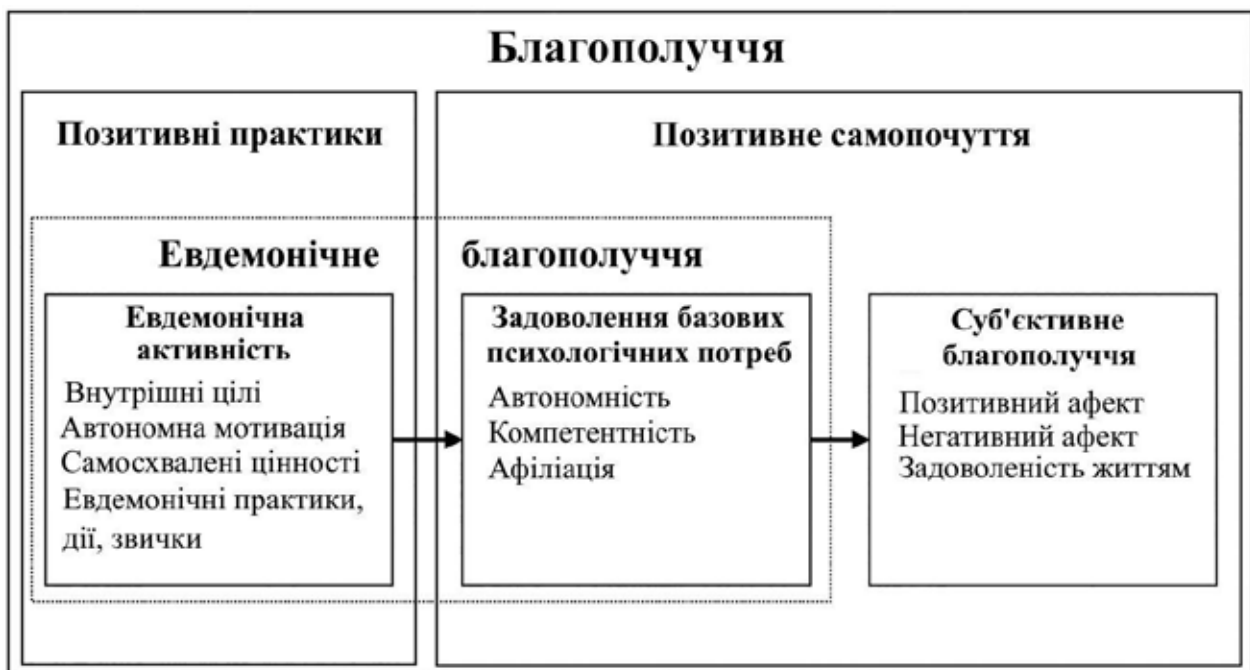 Благополуччя
Позитивні практики
Позитивне самопочуття
Евдемонічне благополуччя
Евдемонічна
активність
Внутрішні цілі
Автономна мотивація
Самосхвалені цінності
Евдемонічні практики,
дії, звички
Задоволення базових
психологічних потреб
Автономність
Компетентність
Афіліація
Суб'єктивне
благополуччя
Позитивний афект
Негативний афект
Задоволеність життям